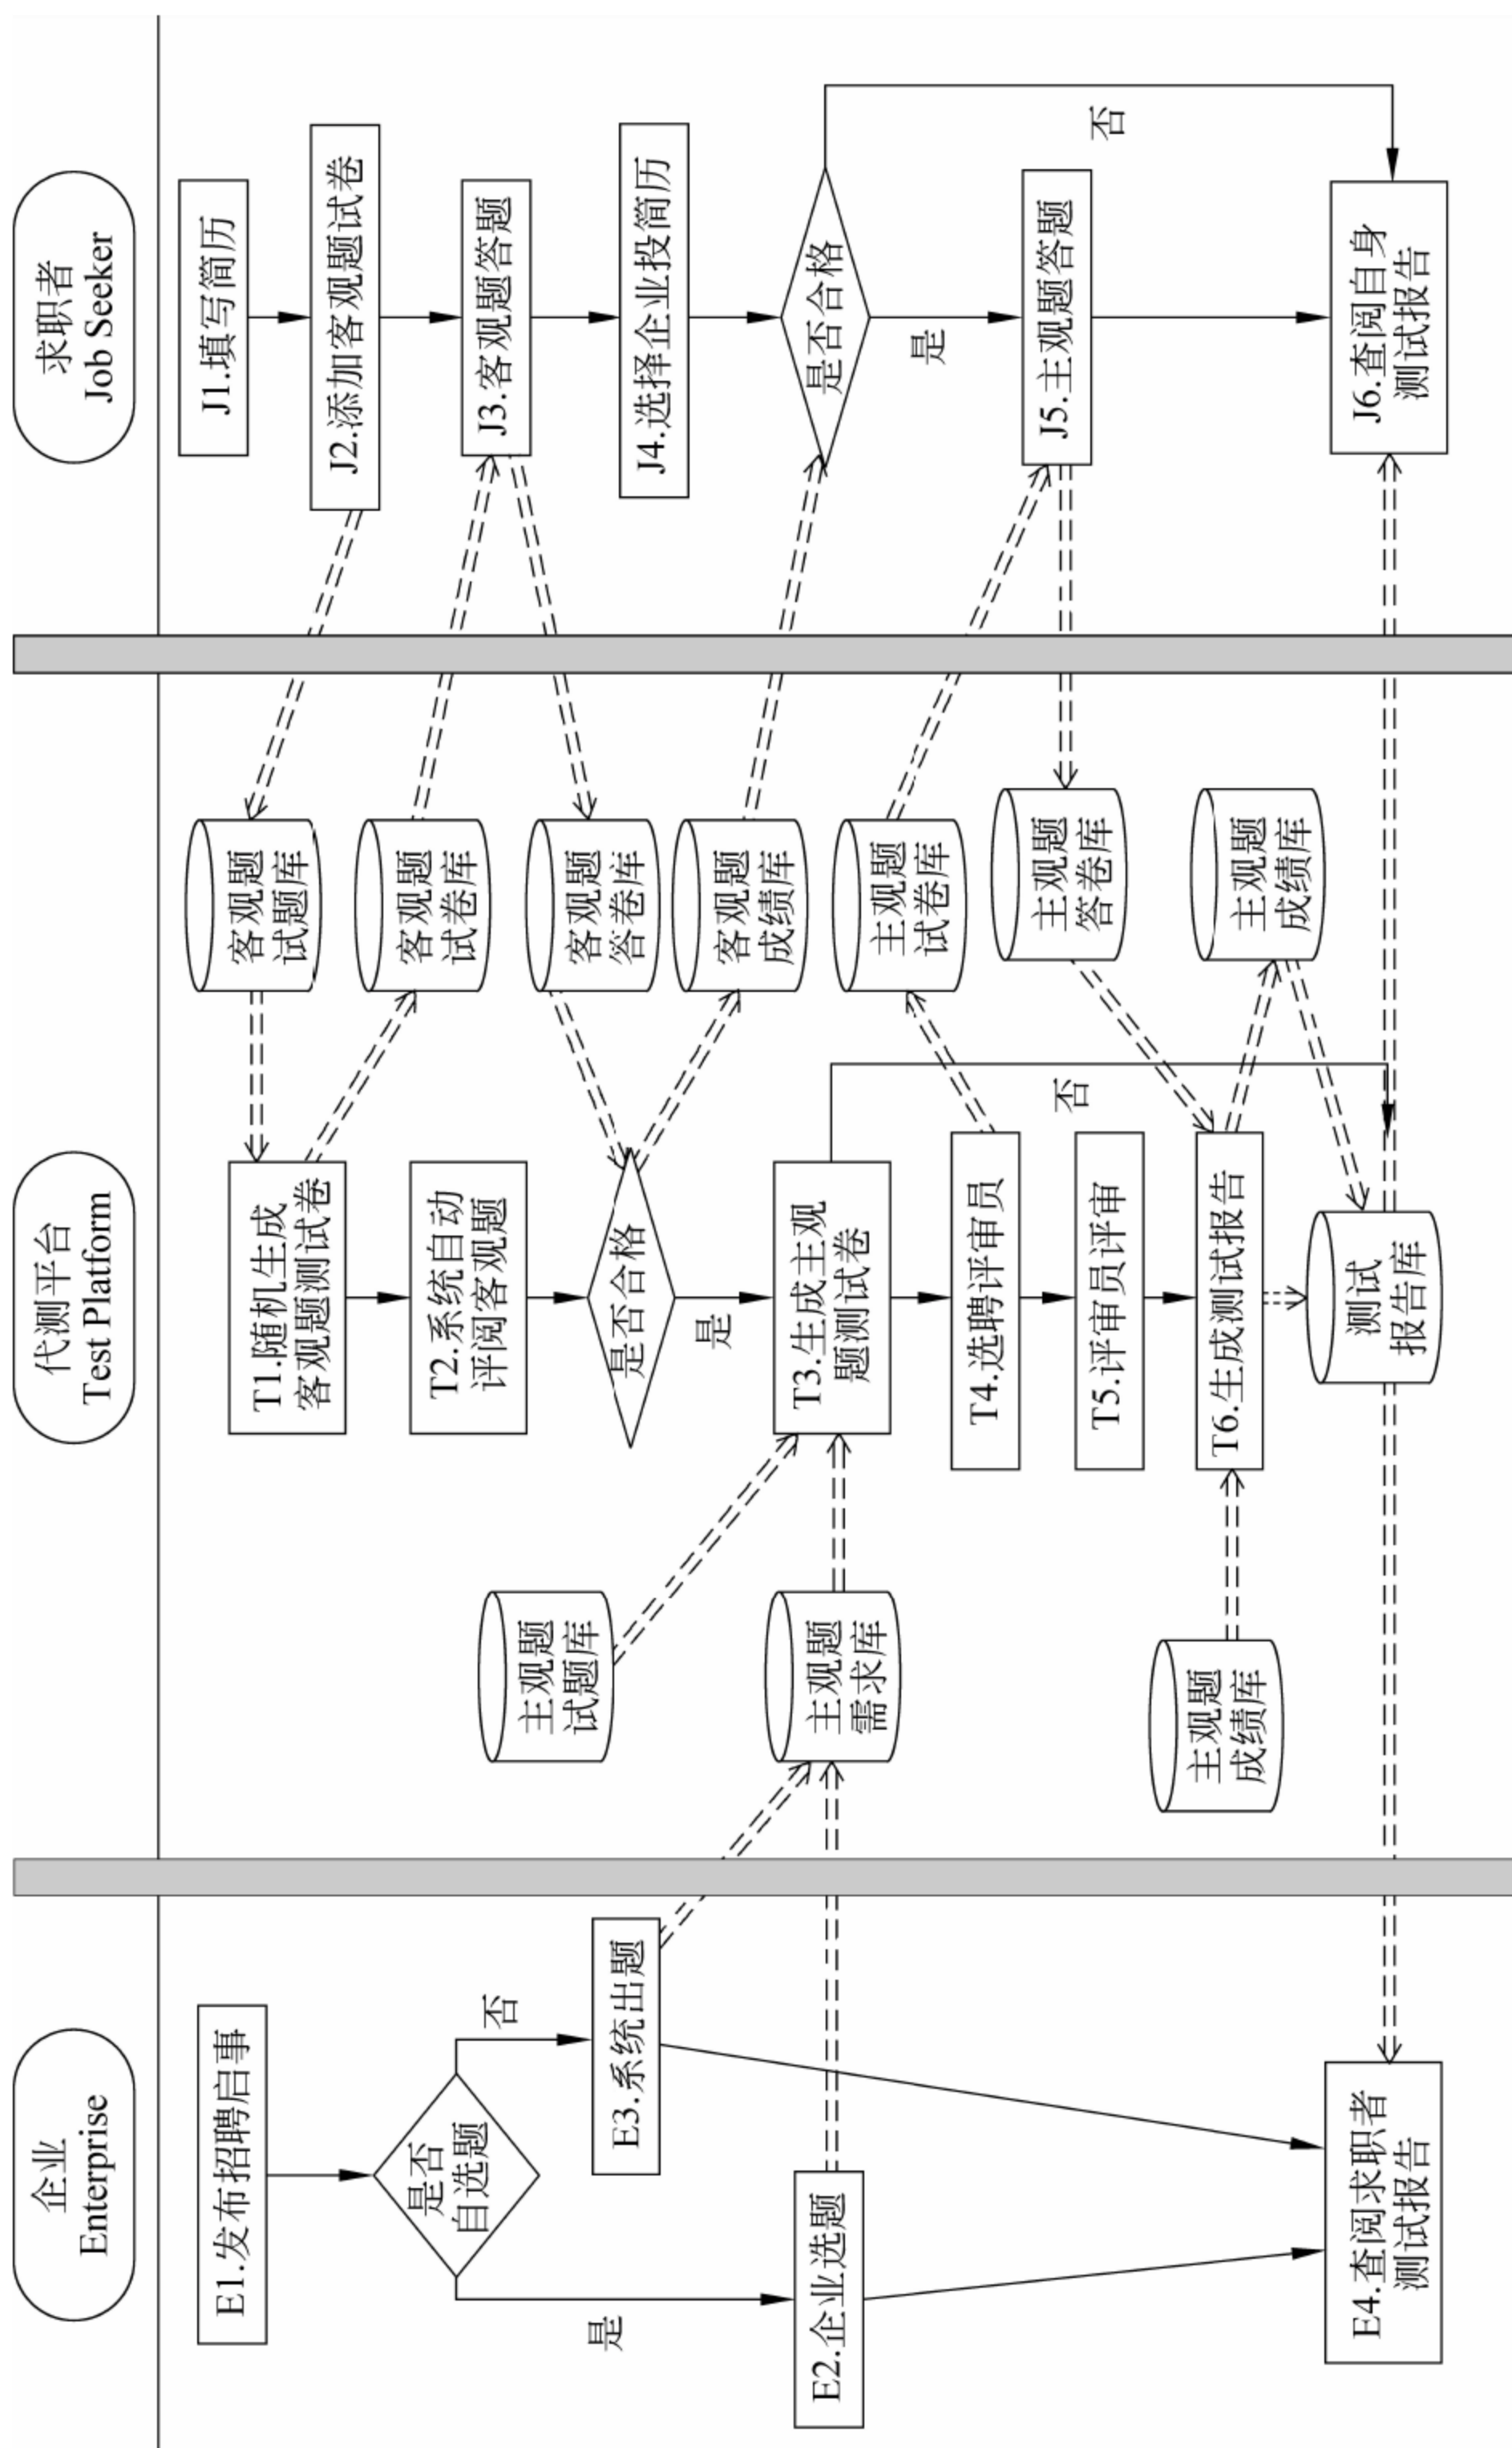 企业
Enterprise
E1.发布招聘启事
是否
自选题
是
否
E2.企业选题
E3.系统出题
E4.查阅求职者
测试报告
代测平台
Test Platform
主观题
试题库
主观题
需求库
主观题
成绩库
T1.随机生成
客观题测试卷
T2.系统自动
评阅客观题
是否合格
是
T3.生成主观
题测试卷
否
T4.选聘评审员
T5.评审员评审
T6.生成测试报告
测试
报告库
客观题
试题库
客观题
试卷库
客观题
答卷库
客观题
成绩库
主观题
试卷库
主观题
答卷库
主观题
成绩库
求职者
Job Seeker
J1.填写简历
J2.添加客观题试卷
J3.客观题答题
J4.选择企业投简历
是否合格
是
否
J5.主观题答题
J6.查阅自身
测试报告